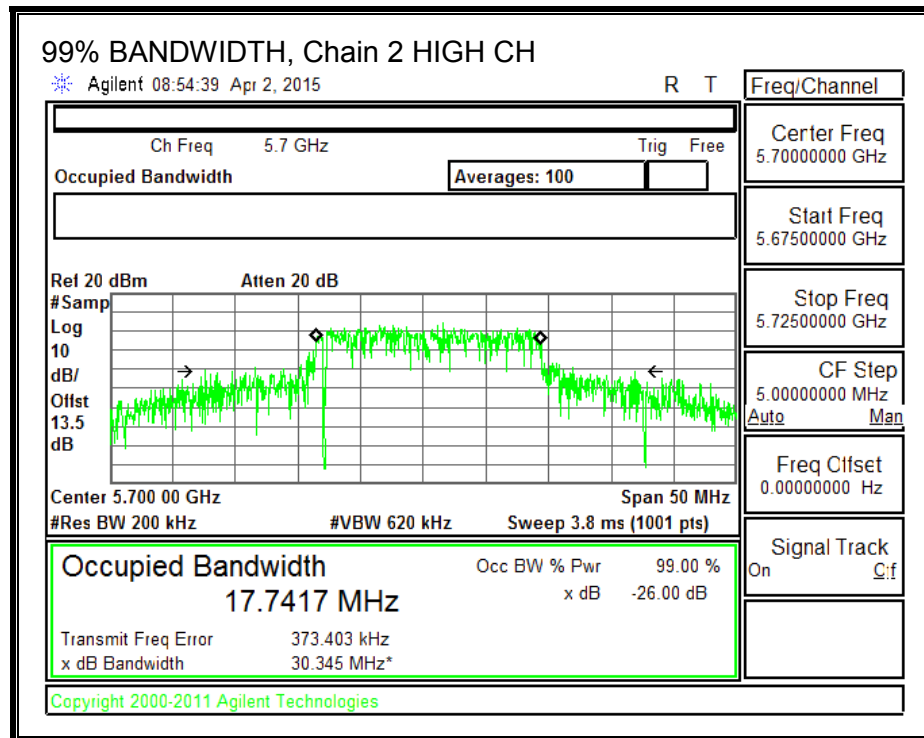 99% BANDWIDTH, Chain 2 HIGH CH
Agilent 08:54:39 Apr 2, 2015 R T
Freq/Channel
Ch Freq 5.7 GHz Trig Free
Occupied Bandwidth Averages: 100
Center Freq
5.70000000 GHz
Start Freq
5.67500000 GHz
Stop Freq
5.72500000 GHz
CF Step
5.00000000 MHz
Auto Man
Freq Offset
0.00000000 Hz
Signal Track
On Off
Ref 20 dBm Atten 20 dB
#Samp
Log
10
dB/
Offst
13.5
dB
Center 5.700 00 GHz Span 50 MHz
#Res BW 200 kHz #VBW 620 kHz Sweep 3.8 ms (1001 pts)
Occupied Bandwidth Occ BW % Pwr 99.00 %
17.7417 MHz x dB -26.00 dB
Transmit Freq Error 373.403 kHz
x dB Bandwidth 30.345 MHz*
Copyright 2000-2011 Agilent Technologies